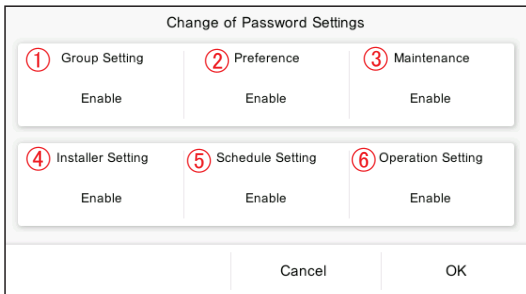 Change of Password Settings
① Group Setting ② Preference ③ Maintenance
Enable Enable Enable
④ Installer Setting ⑤ Schedule Setting ⑥ Operation Setting
Enable Enable Enable
Cancel OK